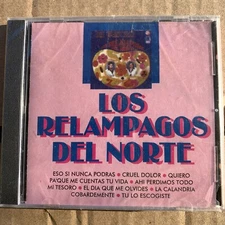 LOS
RELAMPAGOS
DEL NORTE
ESO SI NUNCA PODRAS • CRUEL DOLOR • QUIERO
PA'QUE ME CUENTAS TU VIDA • AHI PERDIMOS TODO
MI TESORO • EL DIA QUE ME OLVIDES • LA CALANDRIA
COBARDEMENTE • TU LO ESCOGISTE